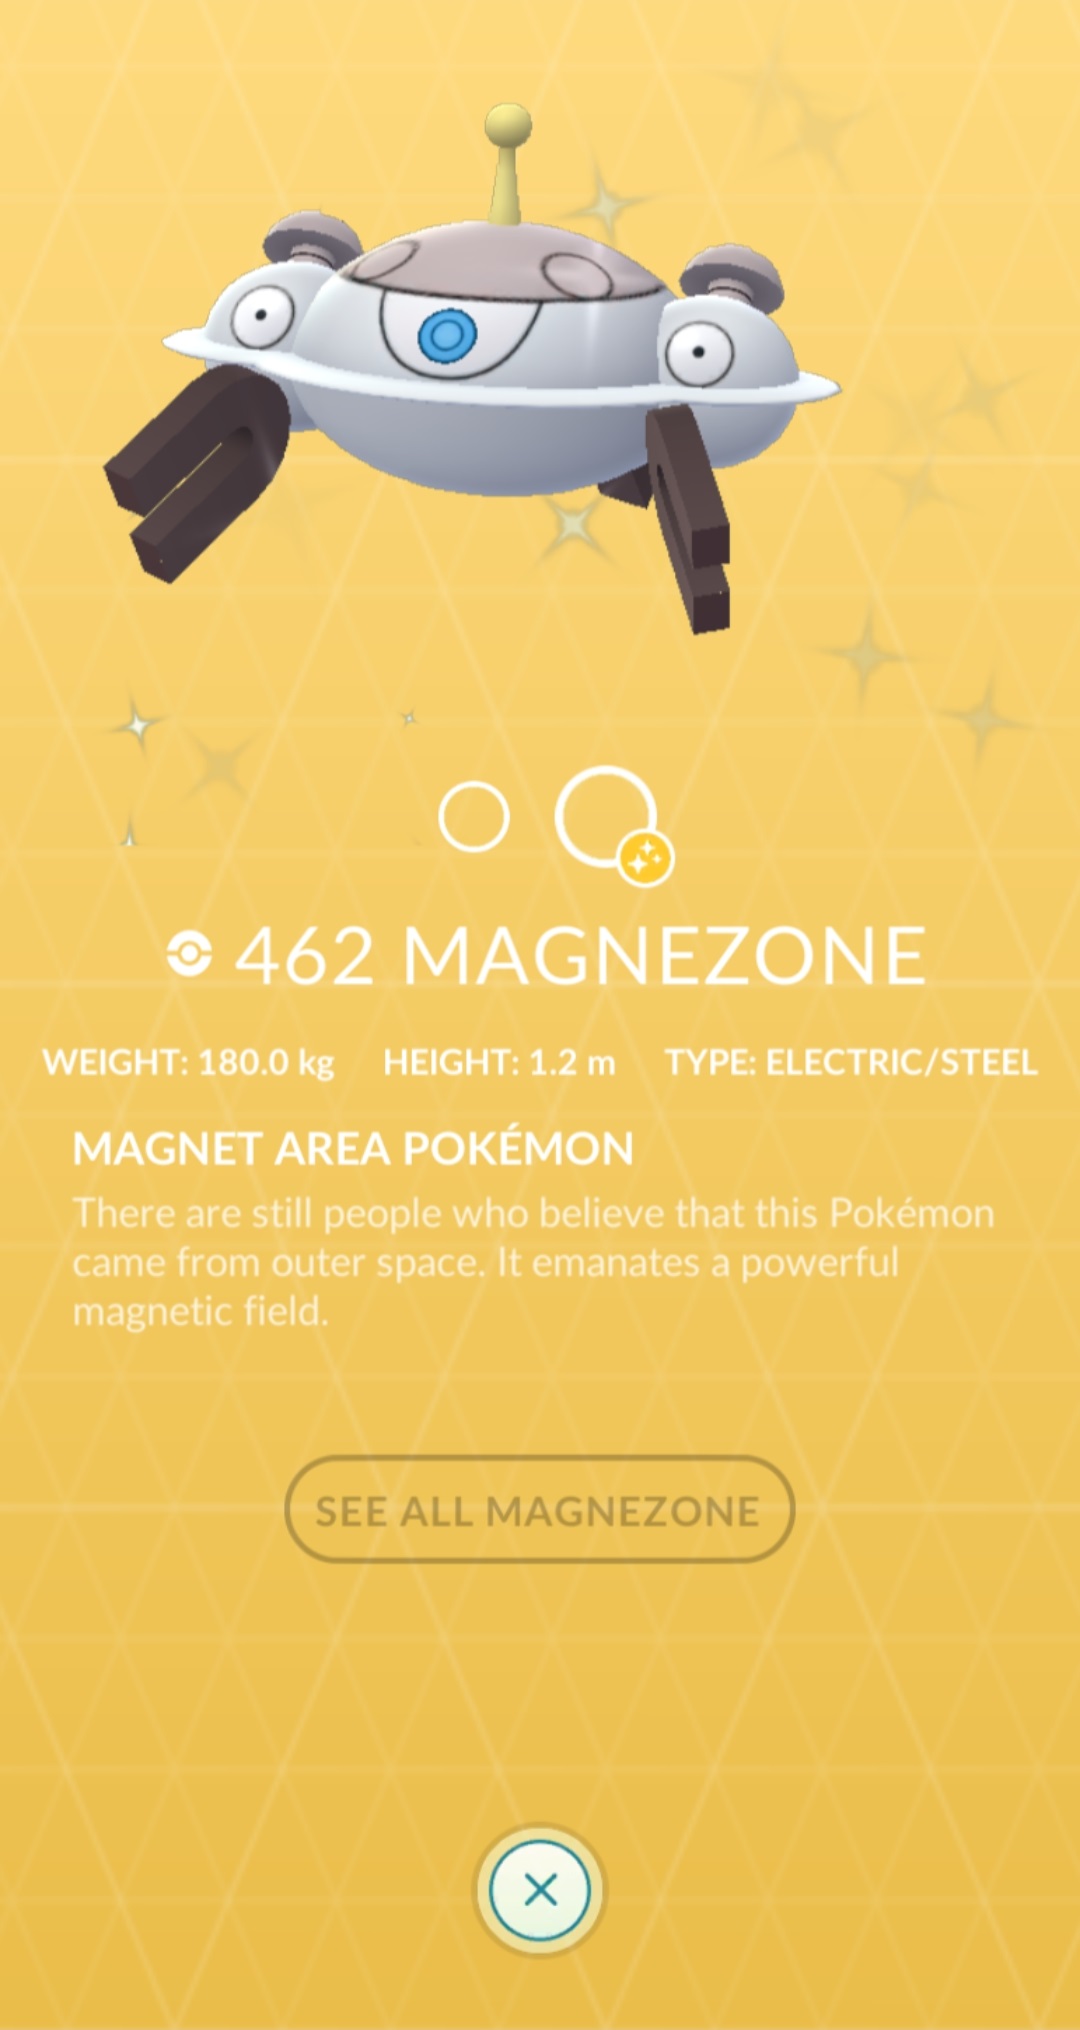 462 MAGNEZONE
WEIGHT: 180.0 kg HEIGHT: 1.2 m TYPE: ELECTRIC/STEEL
MAGNET AREA POKÉMON
There are still people who believe that this Pokémon
came from outer space. It emanates a powerful
magnetic field.
SEE ALL MAGNEZONE